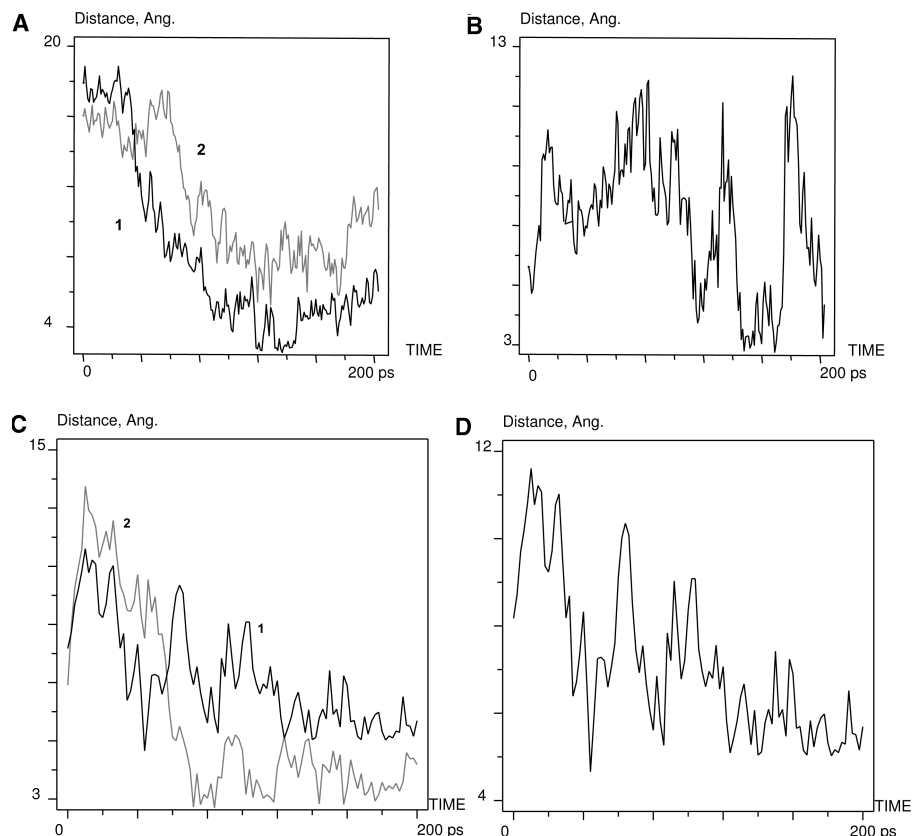 A
Distance, Ang.
20
2
1
4
TIME
0
200 ps
B
Distance, Ang.
13
3
TIME
0
200 ps
C
Distance, Ang.
15
2
1
3
TIME
0
200 ps
D
Distance, Ang.
12
4
TIME
0
200 ps